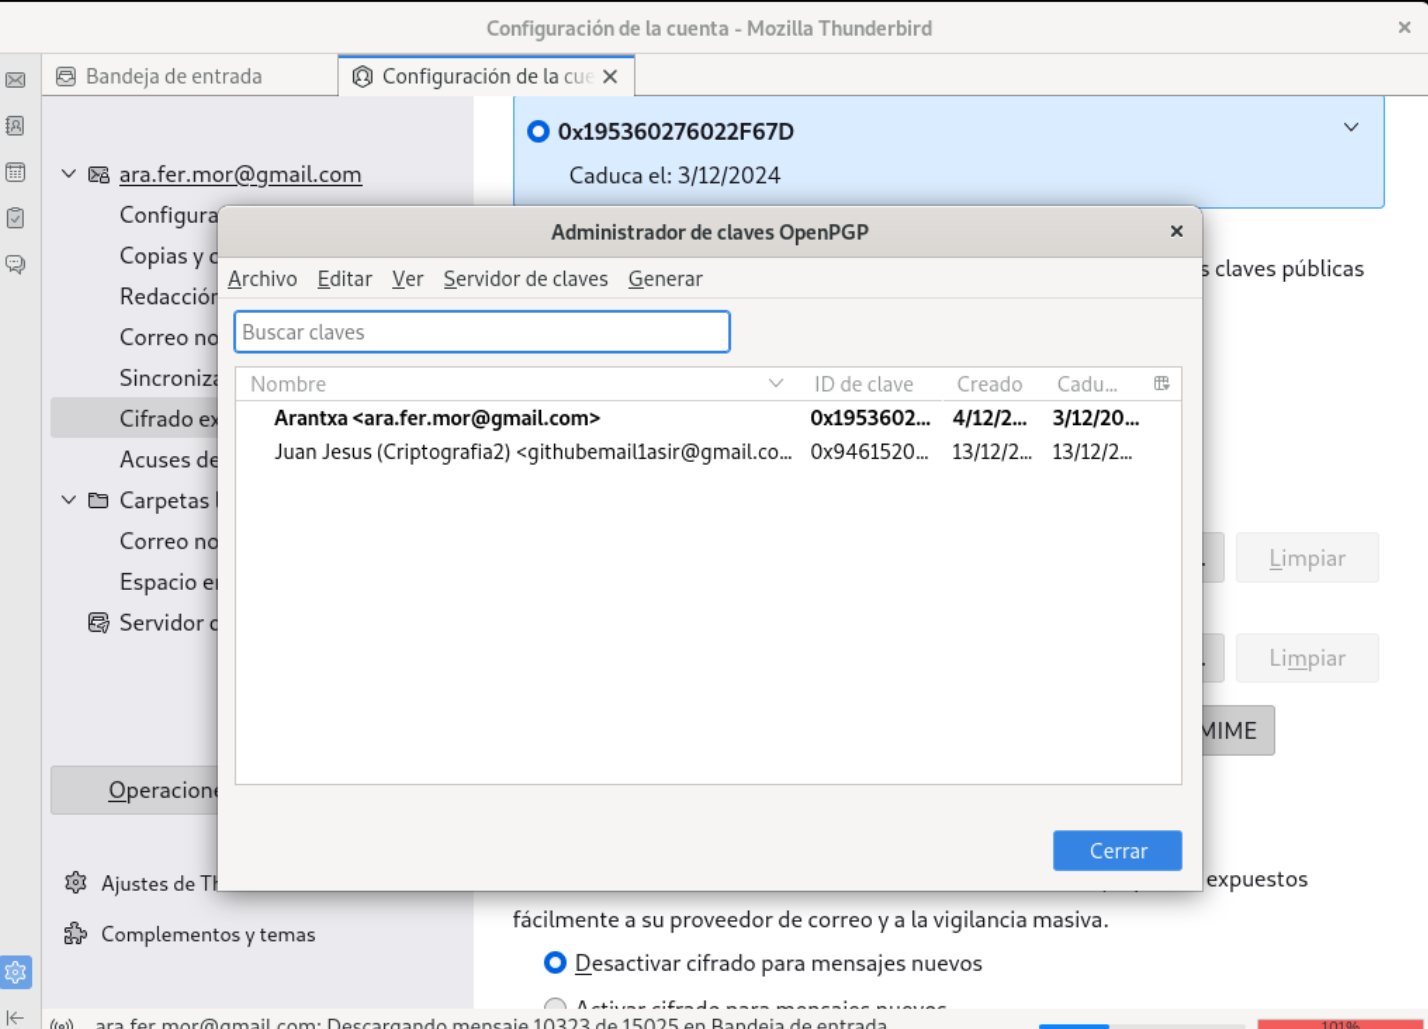 Configuración de la cuenta - Mozilla Thunderbird
Bandeja de entrada
Configuración de la cue
0x195360276022F67D
Caduca el: 3/12/2024
ara.fer.mor@gmail.com
Configura
Copias y
Redacción
Correo no
Sincroniza
Cifrado ex
Acuses de
Carpetas
Correo no
Espacio e
Servidor
Operacione
Ajustes de Th
Complementos y temas
Administrador de claves OpenPGP
Archivo Editar Ver Servidor de claves Generar
Buscar claves
Nombre ID de clave Creado Cadu...
Arantxa <ara.fer.mor@gmail.com> 0x1953602... 4/12/2... 3/12/20...
Juan Jesus (Criptografia2) <githubemail1asir@gmail.co... 0x9461520... 13/12/2... 13/12/2...
Cerrar
s claves públicas
Limpiar
Limpiar
MIME
expuestos
fácilmente a su proveedor de correo y a la vigilancia masiva.
Desactivar cifrado para mensajes nuevos
Activar cifrado para mensajes nuevos
ara.fer.mor@gmail.com: Descargando mensaje 10323 de 15025 en Bandeja de entrada
101%